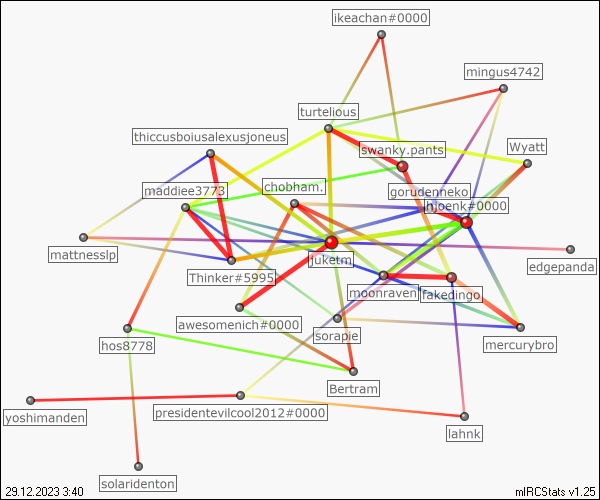 ikeachan#0000
mingus4742
turtelious
thiccusboiusalexusjoneus
swanky.pants
Wyatt
maddiee3773
chobham.
gorudenneko
hjoenk#0000
mattnesslp
juketm
edgepanda
Thinker#5995
moonraven
fakedingo
awesomenich#0000
sorapie
hos8778
mercurybro
Bertram
yoshimanden
presidentevilcool2012#0000
lahnk
solaridenton
29.12.2023 3:40
mIRCStats v1.25